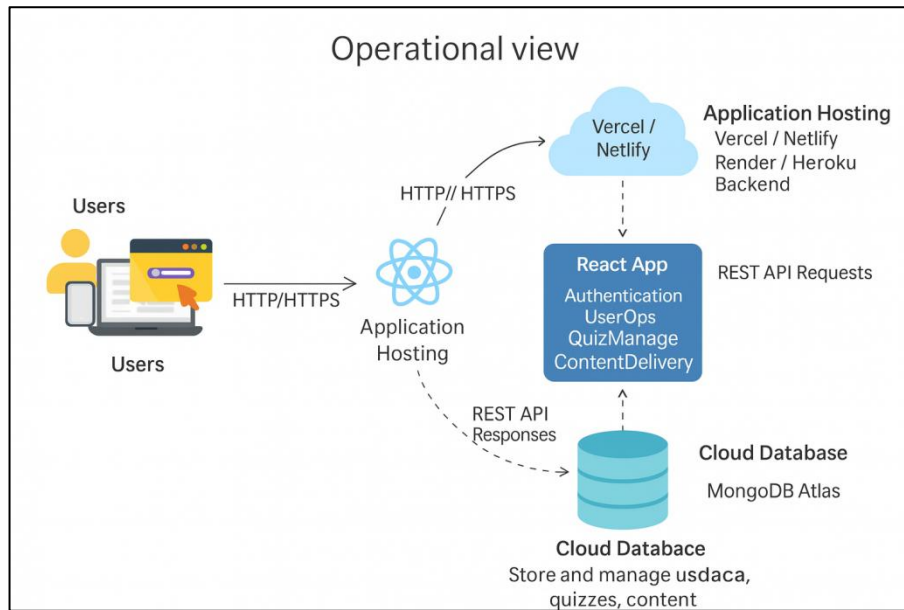 Operational view
Users
Users
HTTP/HTTPS
Application
Hosting
HTTP// HTTPS
Vercel /
Netlify
Application Hosting
Vercel / Netlify
Render / Heroku
Backend
React App
Authentication
UserOps
QuizManage
ContentDelivery
REST API Requests
REST API
Responses
Cloud Database
MongoDB Atlas
Cloud Databace
Store and manage usdaca,
quizzes, content